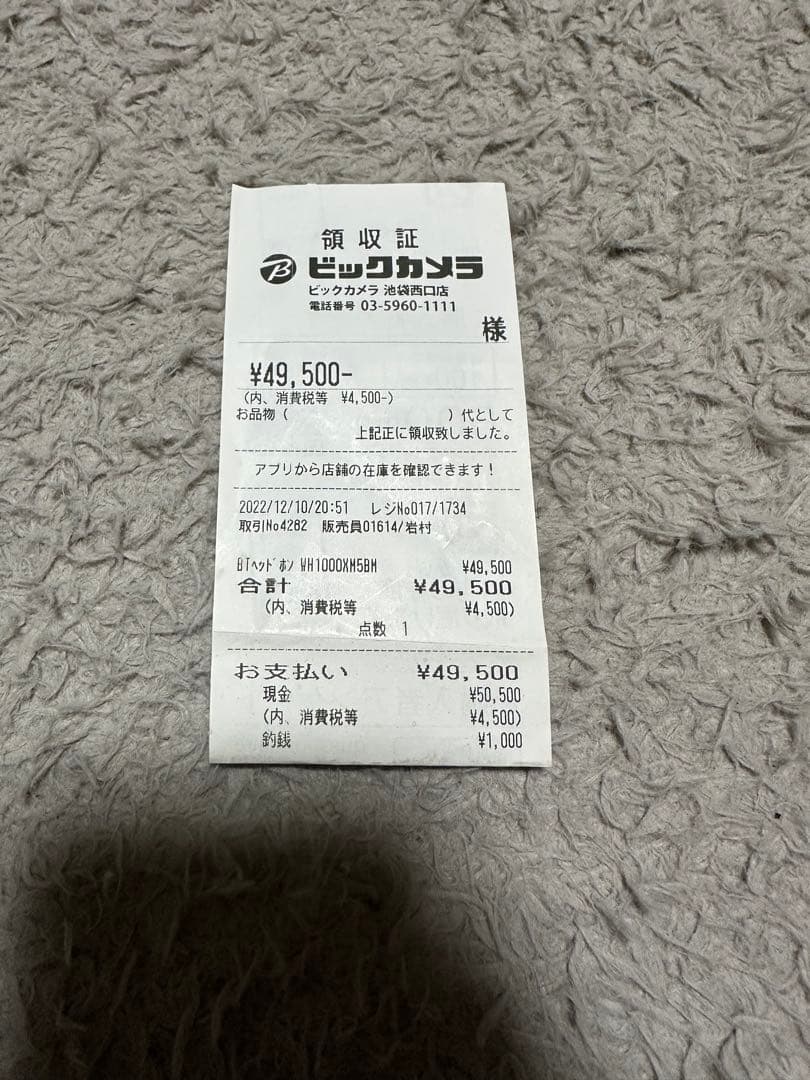 領収証
B ビックカメラ
ビックカメラ 池袋西口店
電話番号 03-5960-1111
様
¥49,500-
(内、消費税等 ¥4,500-)
お品物( )代として
上記正に領収致しました。
アプリから店舗の在庫を確認できます!
2022/12/10/20:51 レジNo017/1734
取引No4282 販売員01614/岩村
BTヘッドホン WH1000XM5BM ¥49,500
合計 ¥49,500
(内、消費税等 ¥4,500)
点数 1
お支払い ¥49,500
現金 ¥50,500
(内、消費税等 ¥4,500)
釣銭 ¥1,000